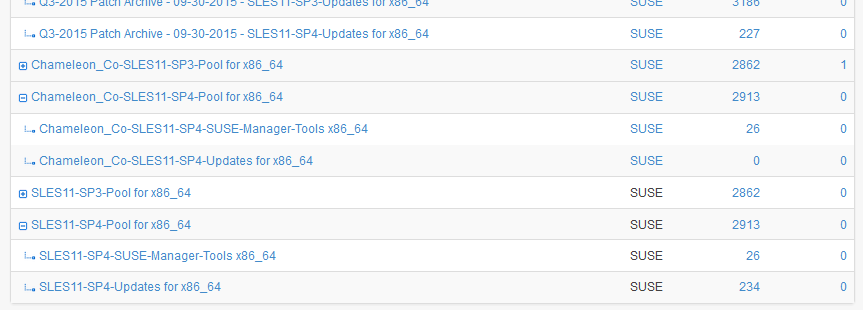 Q3-2015 Patch Archive - 09-30-2015 - SLES11-SP3-Updates for x86_64 SUSE 3186 0
Q3-2015 Patch Archive - 09-30-2015 - SLES11-SP4-Updates for x86_64 SUSE 227 0
Chameleon_Co-SLES11-SP3-Pool for x86_64 SUSE 2862 1
Chameleon_Co-SLES11-SP4-Pool for x86_64 SUSE 2913 0
Chameleon_Co-SLES11-SP4-SUSE-Manager-Tools x86_64 SUSE 26 0
Chameleon_Co-SLES11-SP4-Updates for x86_64 SUSE 0 0
SLES11-SP3-Pool for x86_64 SUSE 2862 0
SLES11-SP4-Pool for x86_64 SUSE 2913 0
SLES11-SP4-SUSE-Manager-Tools x86_64 SUSE 26 0
SLES11-SP4-Updates for x86_64 SUSE 234 0